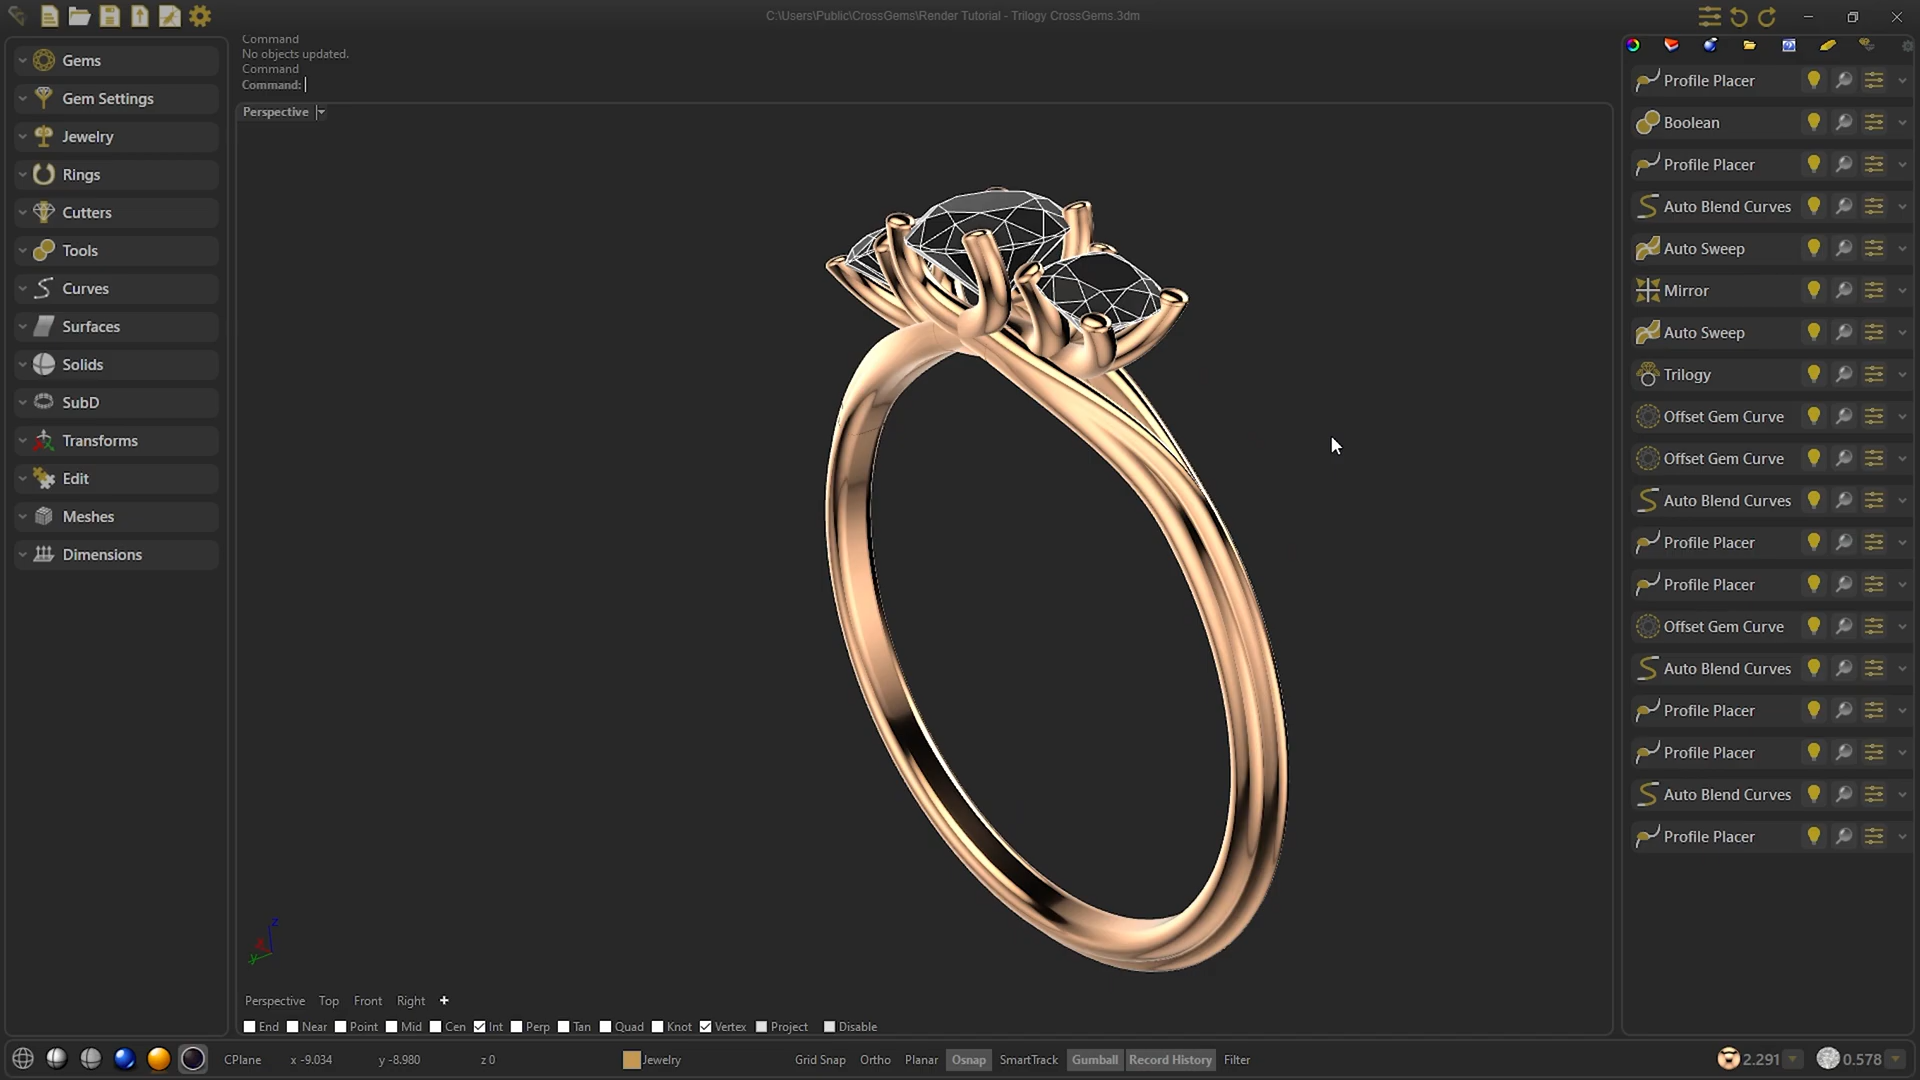 C:\Users\Public\CrossGems\Render Tutorial - Trilogy CrossGems.3dm
Gems
Gem Settings
Jewelry
Rings
Cutters
Tools
Curves
Surfaces
Solids
SubD
Transforms
Edit
Meshes
Dimensions
Command
No objects updated.
Command
Command:
Perspective
z
x
y
Perspective Top Front Right +
End Near Point Mid Cen Int Perp Tan Quad Knot Vertex Project Disable
Profile Placer
Boolean
Profile Placer
Auto Blend Curves
Auto Sweep
Mirror
Auto Sweep
Trilogy
Offset Gem Curve
Offset Gem Curve
Auto Blend Curves
Profile Placer
Profile Placer
Offset Gem Curve
Auto Blend Curves
Profile Placer
Profile Placer
Auto Blend Curves
Profile Placer
CPlane x -9.034 y -8.980 z 0 Jewelry Grid Snap Ortho Planar Osnap SmartTrack Gumball Record History Filter 2.291 0.578